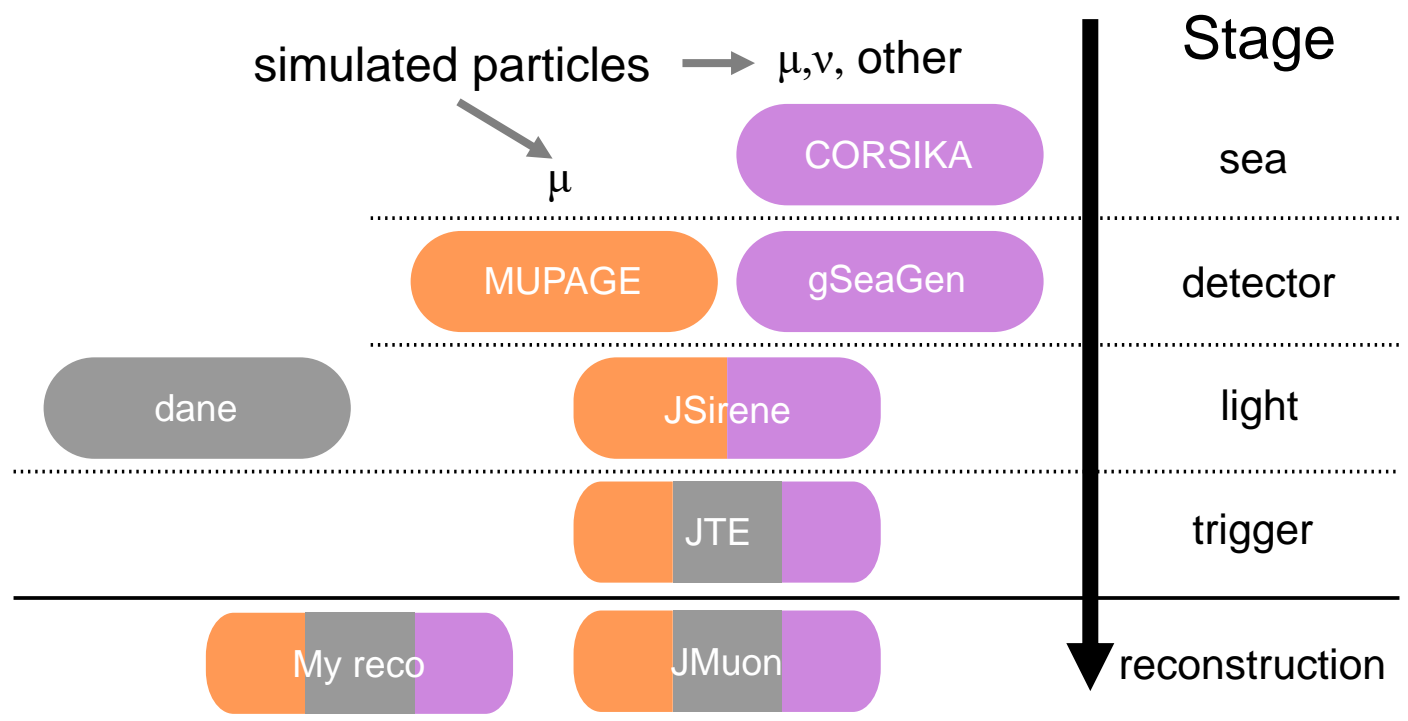 Stage
simulated particles
μ,ν, other
μ
CORSIKA
sea
MUPAGE
gSeaGen
detector
dane
JSirene
light
JTE
trigger
My reco
JMuon
reconstruction